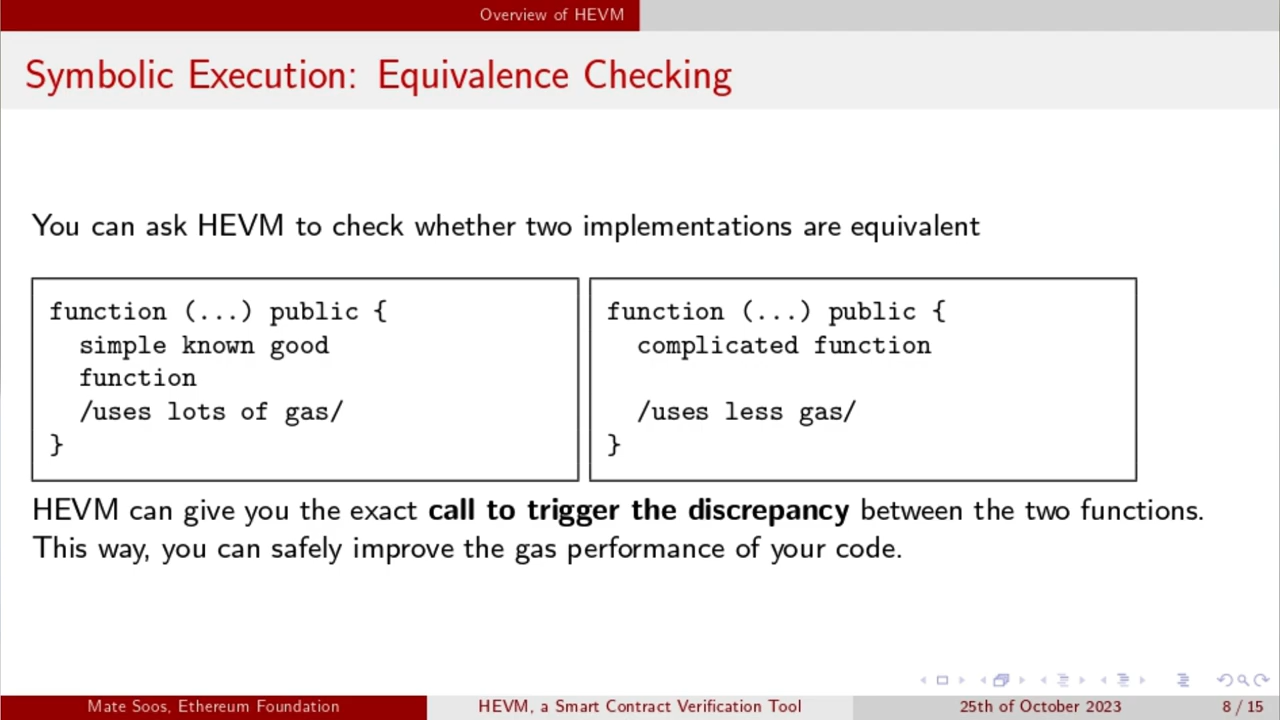 Overview of HEVM
Symbolic Execution: Equivalence Checking
You can ask HEVM to check whether two implementations are equivalent
function (...) public {
simple known good
function
/uses lots of gas/
}
function (...) public {
complicated function
/uses less gas/
}
HEVM can give you the exact call to trigger the discrepancy between the two functions.
This way, you can safely improve the gas performance of your code.
Mate Soos, Ethereum Foundation
HEVM, a Smart Contract Verification Tool
25th of October 2023
8 / 15